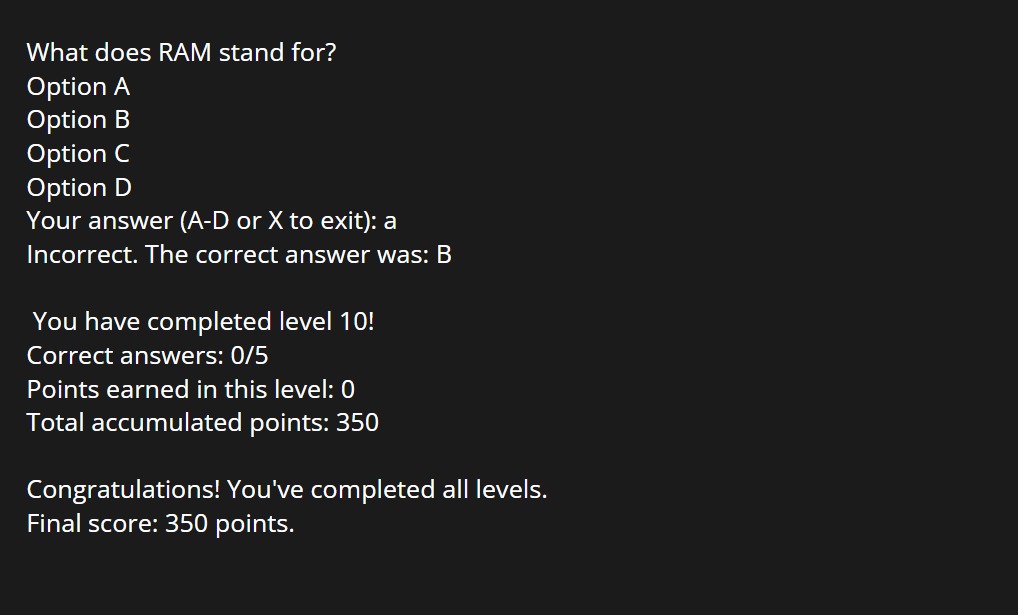 What does RAM stand for?
Option A
Option B
Option C
Option D
Your answer (A-D or X to exit): a
Incorrect. The correct answer was: B
You have completed level 10!
Correct answers: 0/5
Points earned in this level: 0
Total accumulated points: 350
Congratulations! You've completed all levels.
Final score: 350 points.